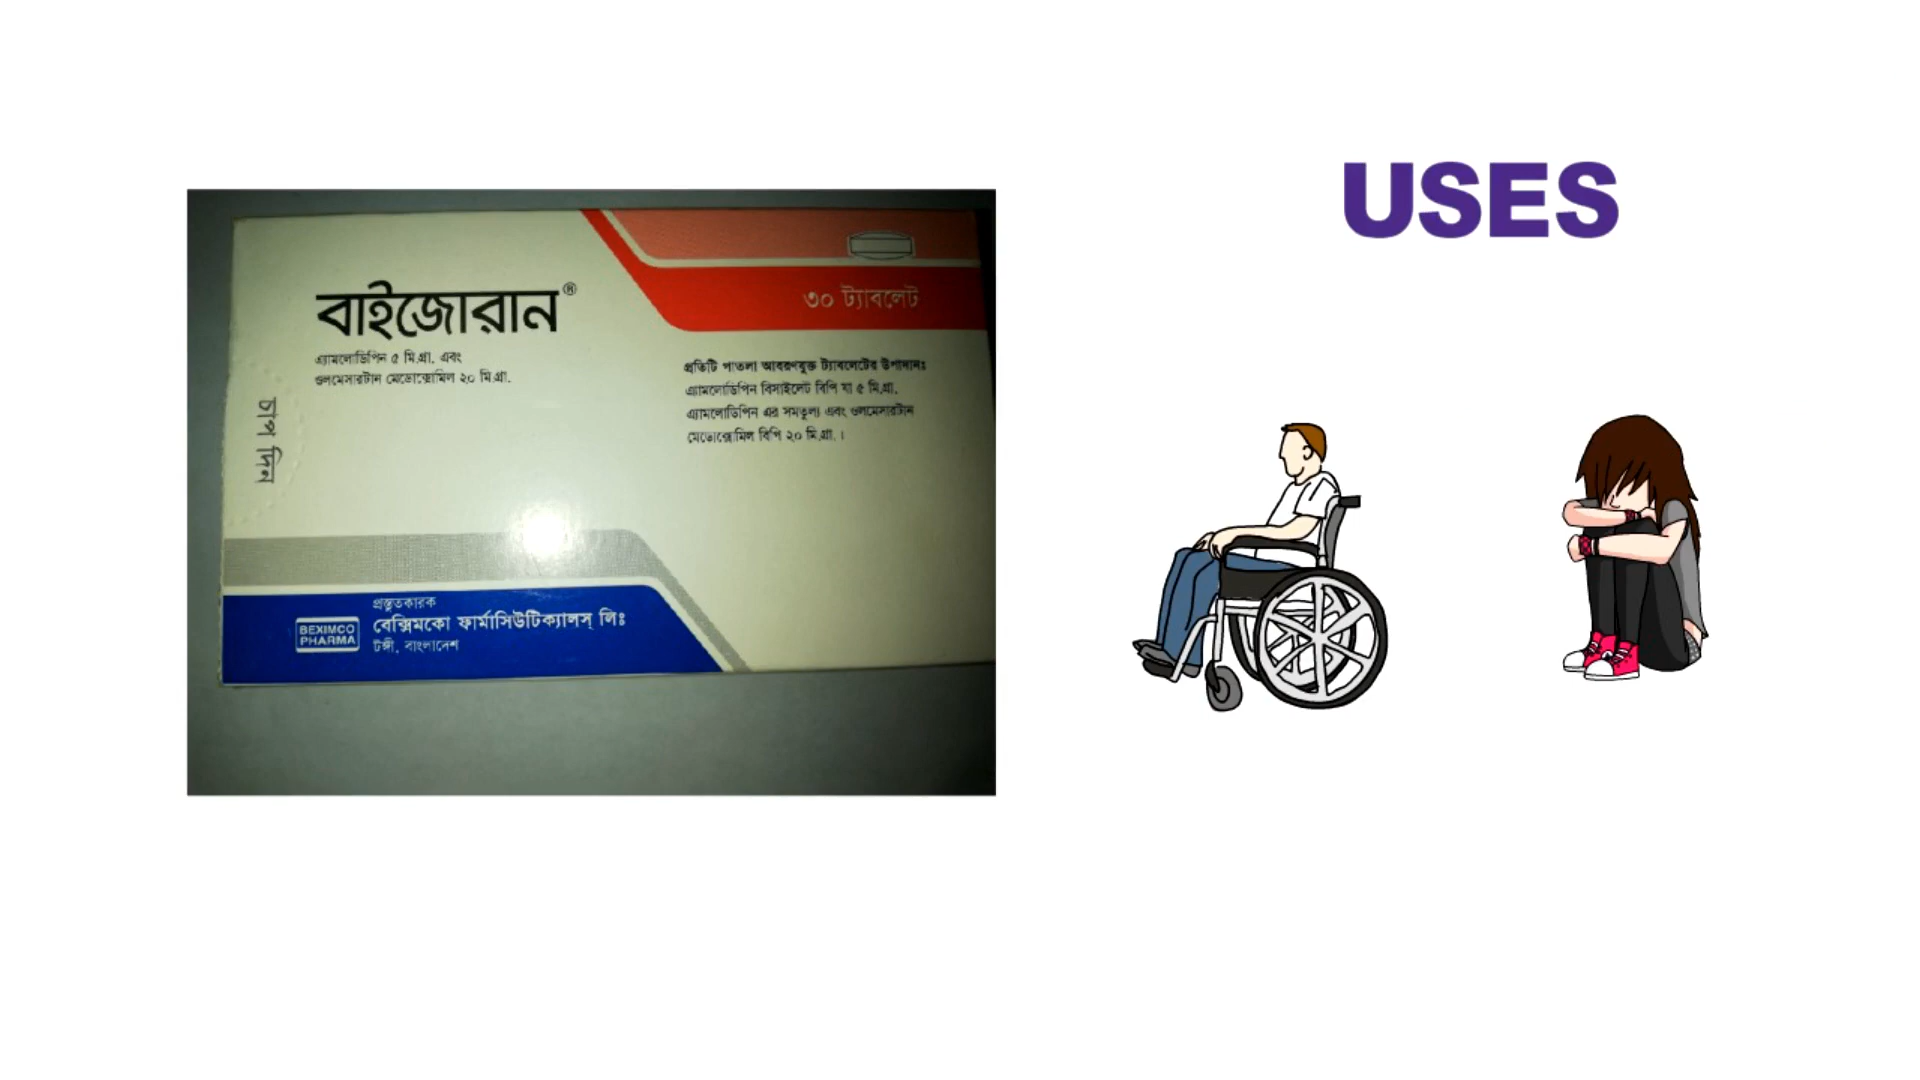 USES
বাইজোরান®
এ্যামলোডিপিন ৫ মি.গ্রা. এবং
ওলমেসারটান মেডোক্সোমিল ২০ মি.গ্রা.
৩০ ট্যাবলেট
প্রতিটি পাতলা আবরণযুক্ত ট্যাবলেটের উপাদানঃ
এ্যামলোডিপিন বিসাইলেট বিপি যা ৫ মি.গ্রা.
এ্যামলোডিপিন এর সমতুল্য এবং ওলমেসারটান
মেডোক্সোমিল বিপি ২০ মি.গ্রা.।
চাপ দিন
BEXIMCO
PHARMA
প্রস্তুতকারক
বেক্সিমকো ফার্মাসিউটিক্যালস্ লিঃ
টঙ্গী, বাংলাদেশ